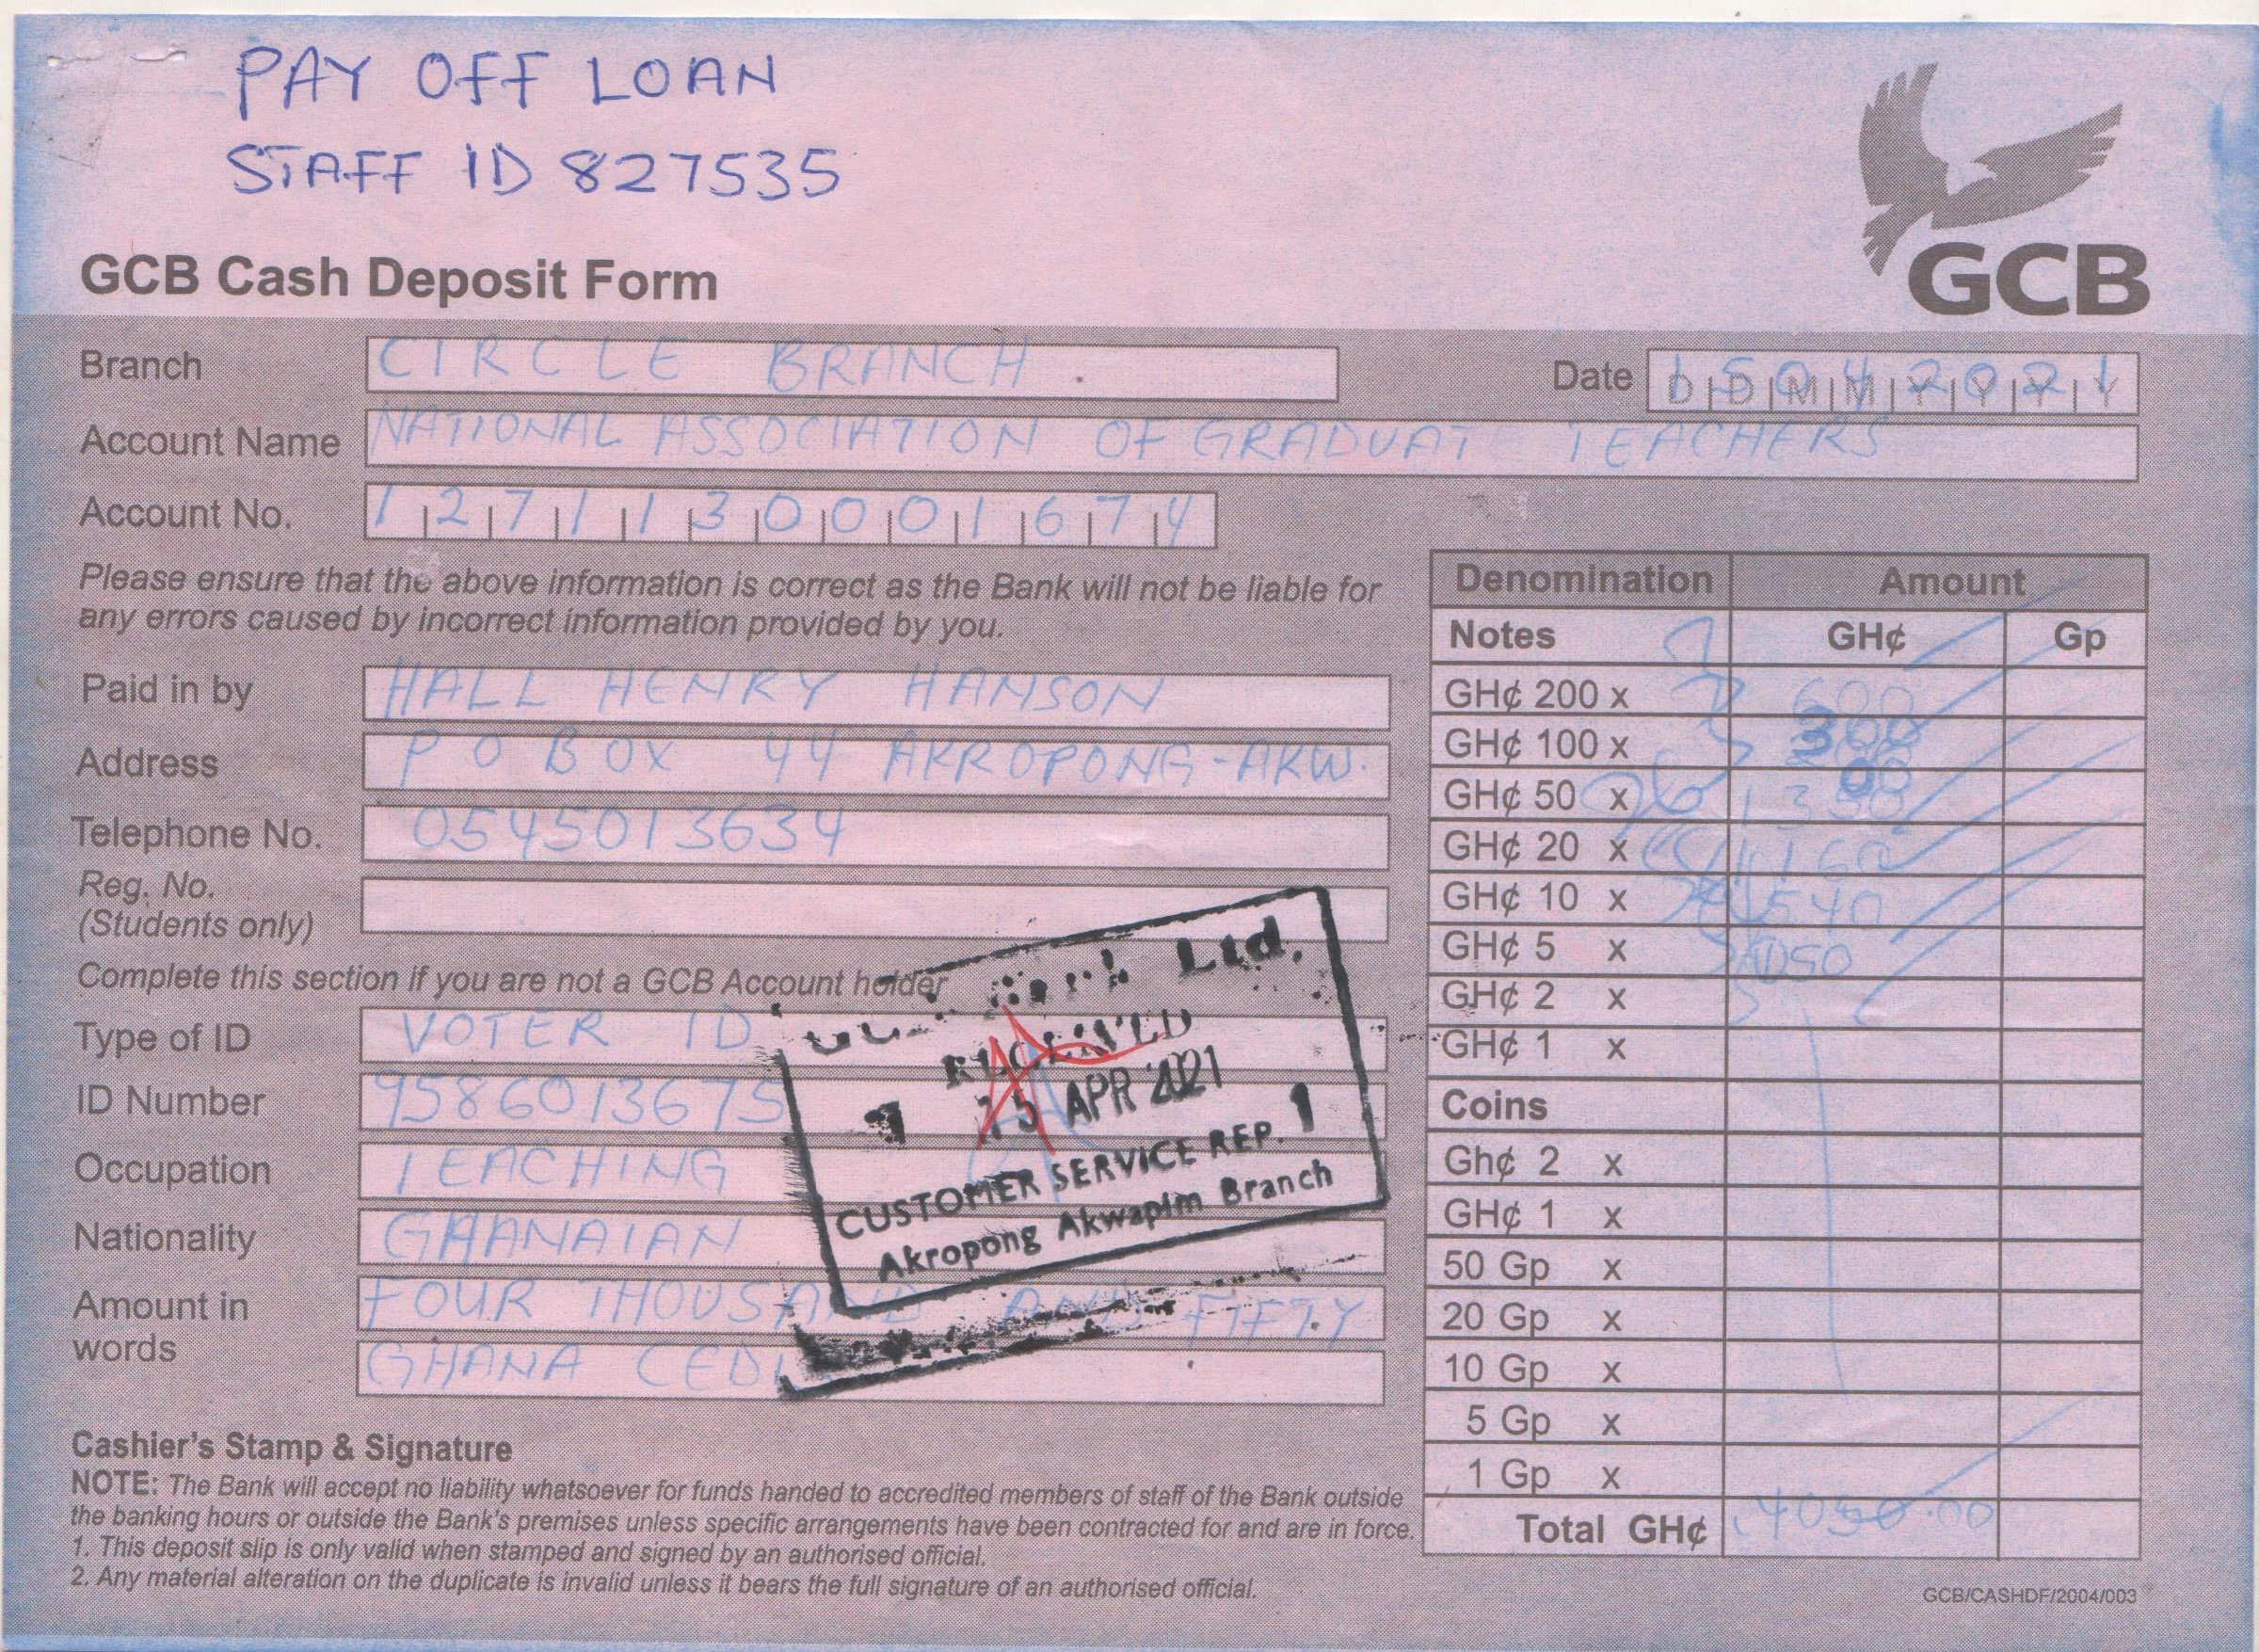 PAY OFF LOAN
STAFF ID 827535
GCB Cash Deposit Form
GCB
Branch CIRCLE BRANCH
Date 15042021
Account Name NATIONAL ASSOCIATION OF GRADUAT TEACHERS
Account No. 1271130001674
Please ensure that the above information is correct as the Bank will not be liable for
any errors caused by incorrect information provided by you.
Paid in by HALL HENRY HANSON
Address P O BOX 44 AKROPONG-AKW.
Telephone No. 0545013634
Reg. No.
(Students only)
Complete this section if you are not a GCB Account holder
Type of ID VOTER ID
ID Number 9586013675
Occupation TEACHING
Nationality GHANAIAN
Amount in words FOUR THOUSAND AND FIFTY
GHANA CEDI
Ltd.
RECEIVED
15 APR 2021
1 CUSTOMER SERVICE REP. 1
Akropong Akwapim Branch
Denomination Amount
Notes GH¢ Gp
GH¢ 200 x 600
GH¢ 100 x
GH¢ 50 x
GH¢ 20 x
GH¢ 10 x 540
GH¢ 5 x
GH¢ 2 x
GH¢ 1 x
Coins
Gh¢ 2 x
GH¢ 1 x
50 Gp x
20 Gp x
10 Gp x
5 Gp x
1 Gp x
Total GH¢ 4050.00
Cashier's Stamp & Signature
NOTE: The Bank will accept no liability whatsoever for funds handed to accredited members of staff of the Bank outside
the banking hours or outside the Bank's premises unless specific arrangements have been contracted for and are in force.
1. This deposit slip is only valid when stamped and signed by an authorised official.
2. Any material alteration on the duplicate is invalid unless it bears the full signature of an authorised official.
GCB/CASHDF/2004/003